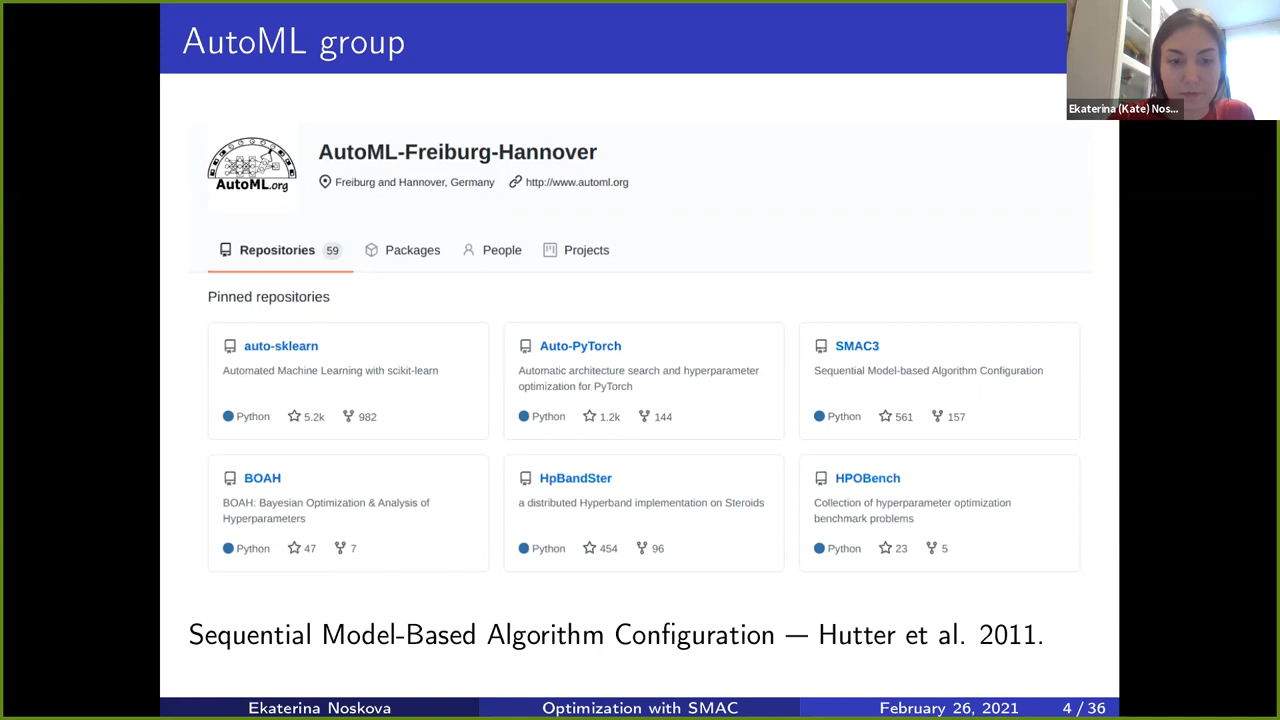 AutoML group
Ekaterina (Kate) Nos...
AutoML.org
AutoML-Freiburg-Hannover
Freiburg and Hannover, Germany http://www.automl.org
Repositories 59 Packages People Projects
Pinned repositories
auto-sklearn
Automated Machine Learning with scikit-learn
Python 5.2k 982
Auto-PyTorch
Automatic architecture search and hyperparameter
optimization for PyTorch
Python 1.2k 144
SMAC3
Sequential Model-based Algorithm Configuration
Python 561 157
BOAH
BOAH: Bayesian Optimization & Analysis of
Hyperparameters
Python 47 7
HpBandSter
a distributed Hyperband implementation on Steroids
Python 454 96
HPOBench
Collection of hyperparameter optimization
benchmark problems
Python 23 5
Sequential Model-Based Algorithm Configuration — Hutter et al. 2011.
Ekaterina Noskova Optimization with SMAC February 26, 2021 4 / 36